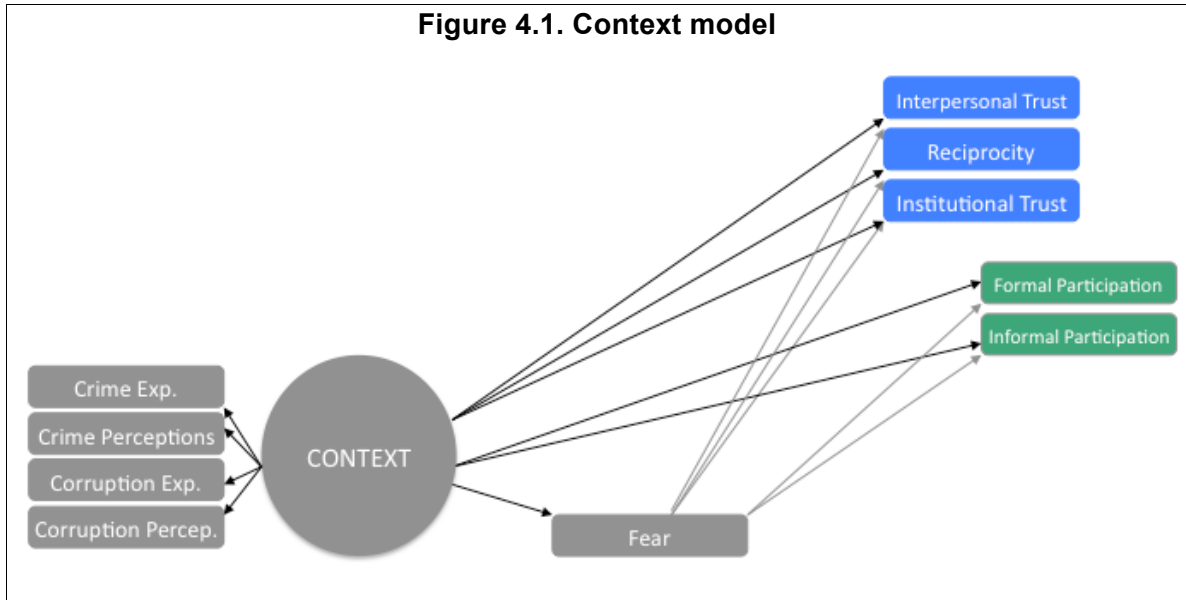 Figure 4.1. Context model
Interpersonal Trust
Reciprocity
Institutional Trust
Formal Participation
Informal Participation
Crime Exp.
Crime Perceptions
Corruption Exp.
Corruption Percep.
CONTEXT
Fear